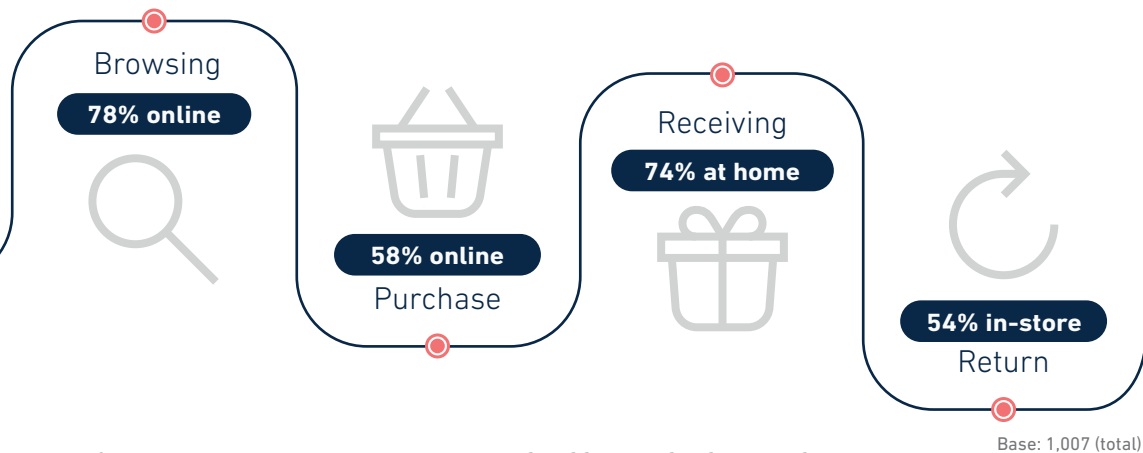 Browsing
78% online
58% online
Purchase
Receiving
74% at home
54% in-store
Return
Base: 1,007 (total)